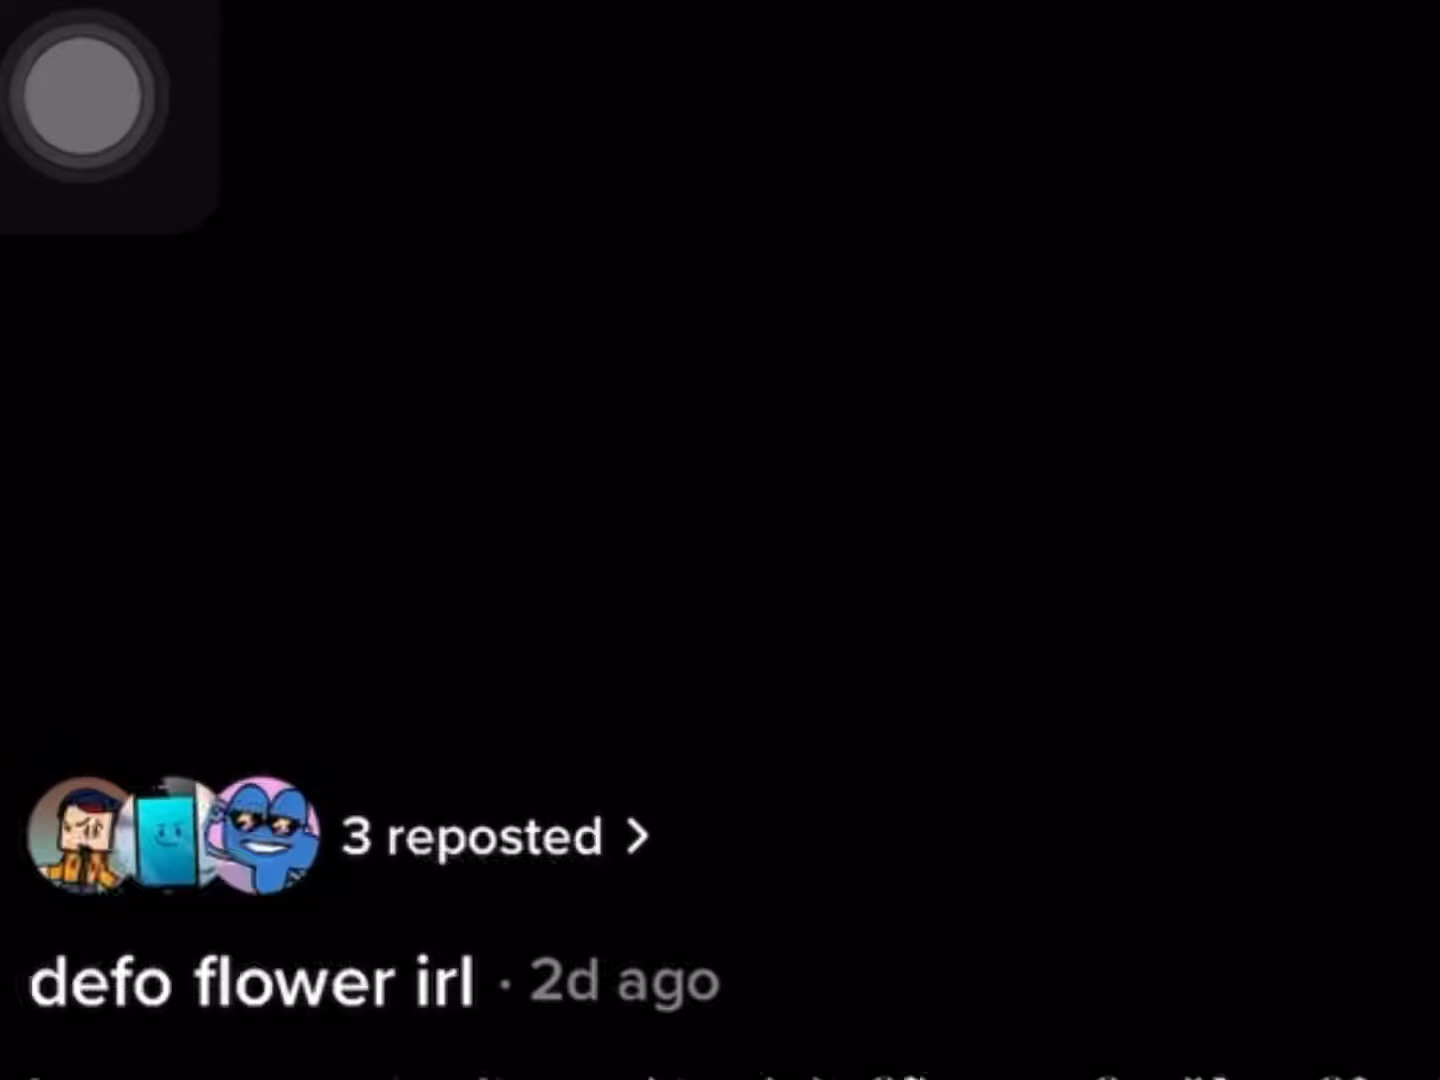 3 reposted >
defo flower irl · 2d ago